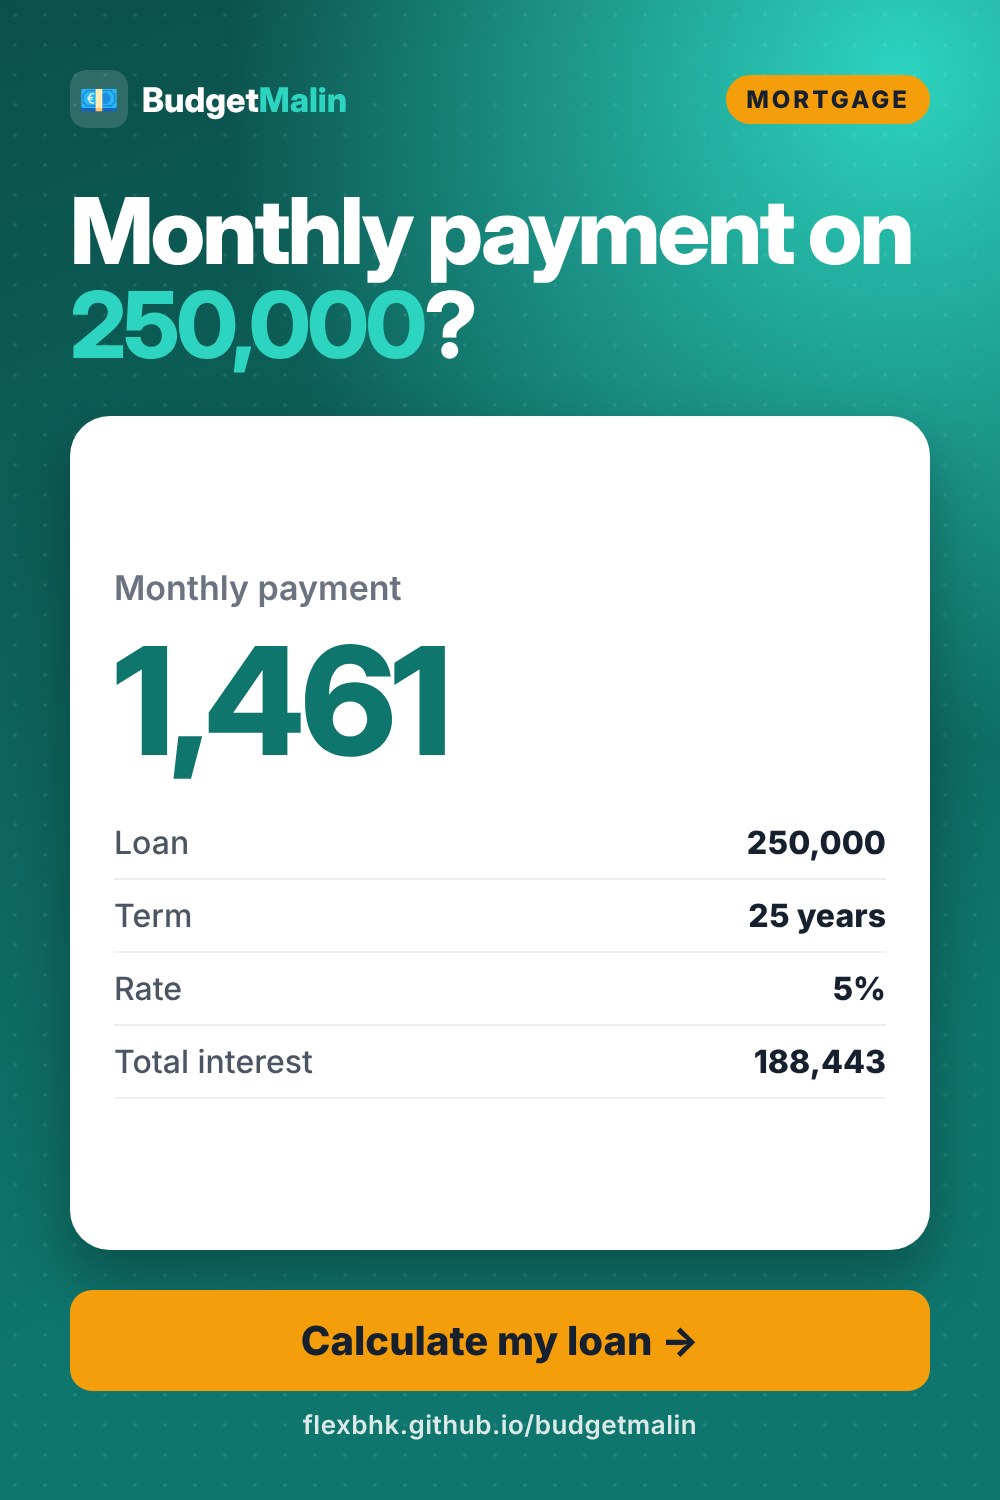 BudgetMalin
MORTGAGE
Monthly payment on
250,000?
Monthly payment
1,461
Loan 250,000
Term 25 years
Rate 5%
Total interest 188,443
Calculate my loan →
flexbhk.github.io/budgetmalin